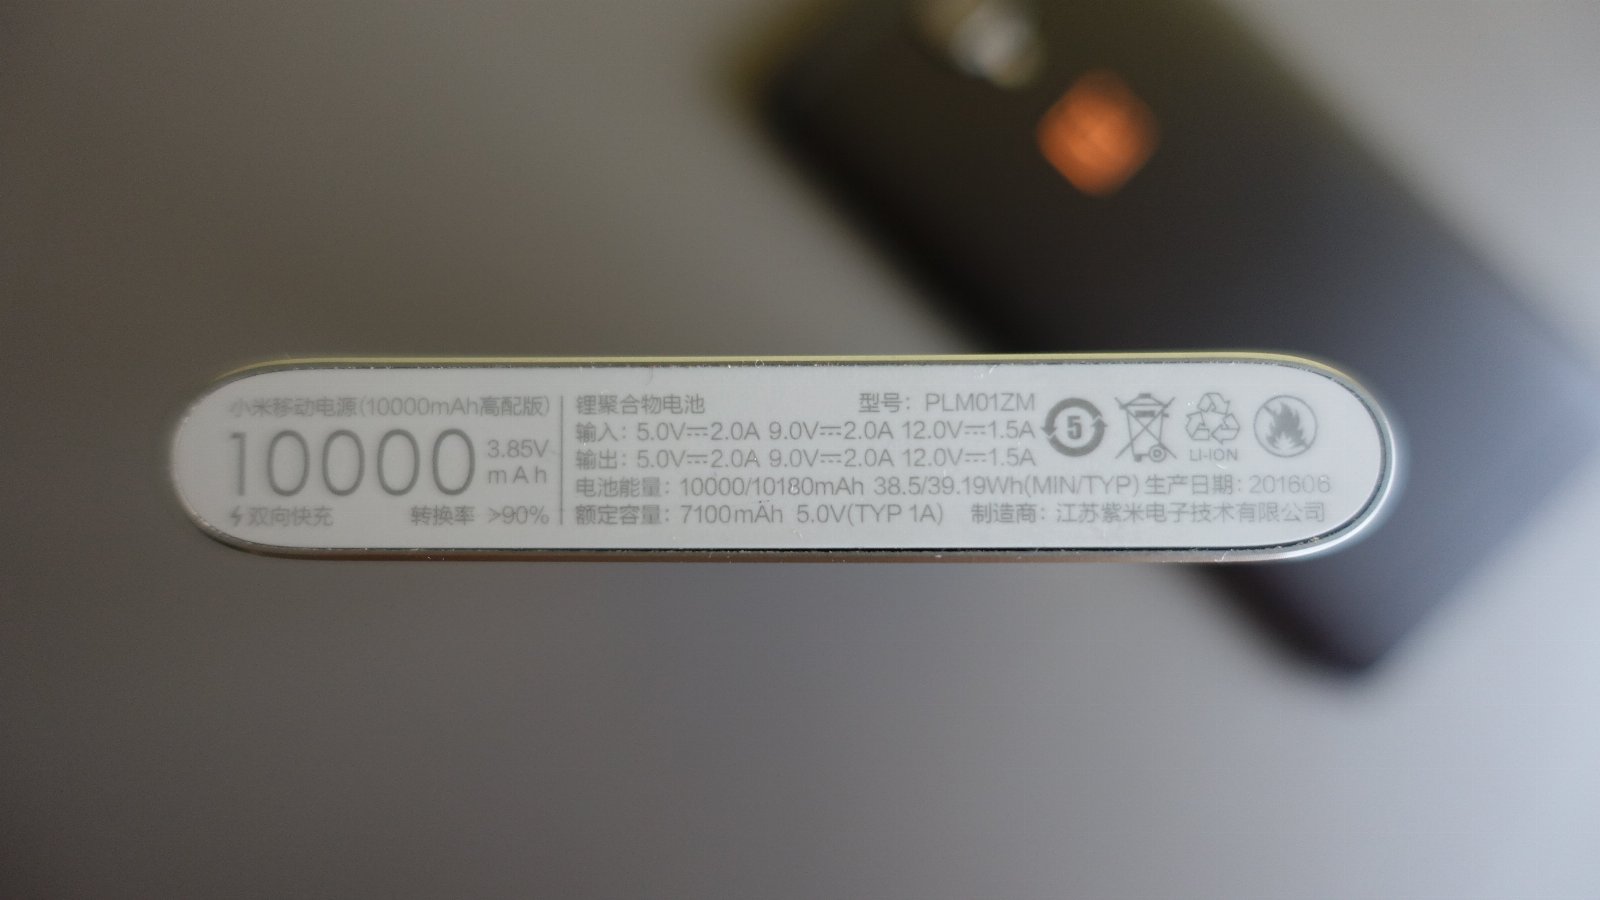 小米移动电源(10000mAh高配版)
10000 3.85V mAh
双向快充 转换率 >90%
锂聚合物电池 型号: PLM01ZM
输入: 5.0V⎓2.0A 9.0V⎓2.0A 12.0V⎓1.5A
输出: 5.0V⎓2.0A 9.0V⎓2.0A 12.0V⎓1.5A
电池能量: 10000/10180mAh 38.5/39.19Wh(MIN/TYP) 生产日期: 201606
额定容量: 7100mAh 5.0V(TYP 1A) 制造商: 江苏紫米电子技术有限公司
5
LI-ION